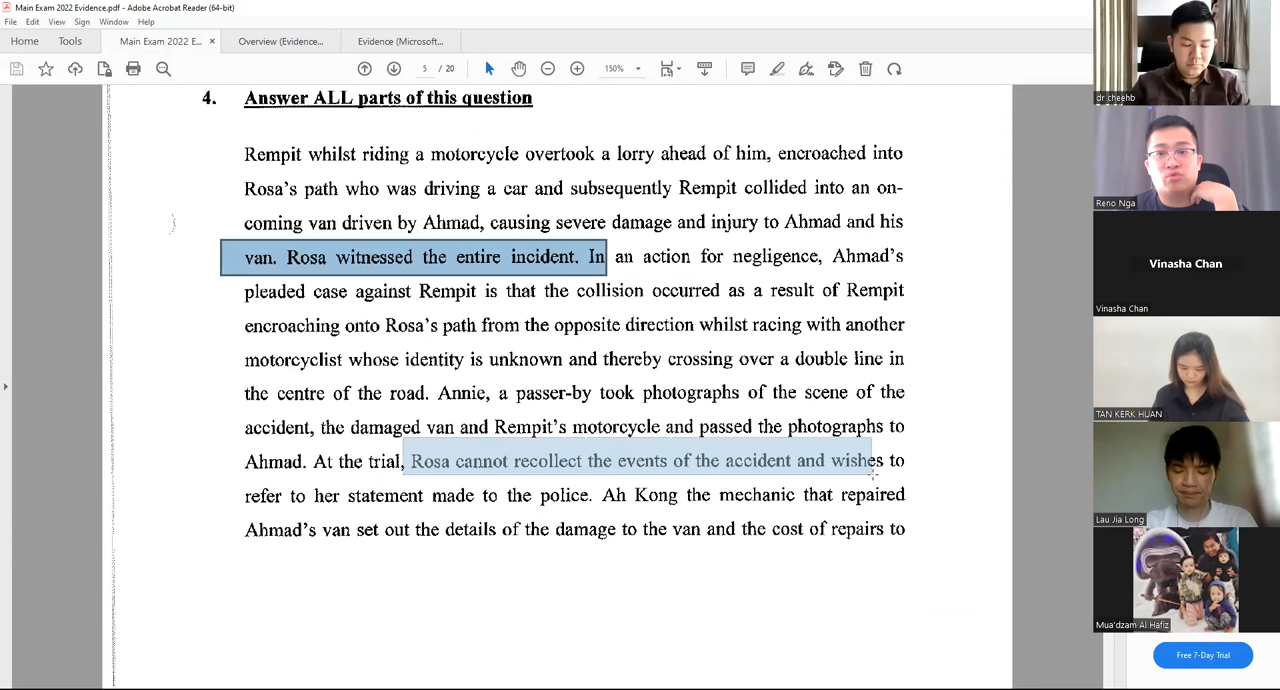 Main Exam 2022 Evidence.pdf - Adobe Acrobat Reader (64-bit)
File Edit View Sign Window Help
Home Tools Main Exam 2022 E... × Overview (Evidence... Evidence (Microsoft...
5 / 20 150%
4. Answer ALL parts of this question
Rempit whilst riding a motorcycle overtook a lorry ahead of him, encroached into
Rosa's path who was driving a car and subsequently Rempit collided into an on-
coming van driven by Ahmad, causing severe damage and injury to Ahmad and his
van. Rosa witnessed the entire incident. In an action for negligence, Ahmad's
pleaded case against Rempit is that the collision occurred as a result of Rempit
encroaching onto Rosa's path from the opposite direction whilst racing with another
motorcyclist whose identity is unknown and thereby crossing over a double line in
the centre of the road. Annie, a passer-by took photographs of the scene of the
accident, the damaged van and Rempit's motorcycle and passed the photographs to
Ahmad. At the trial, Rosa cannot recollect the events of the accident and wishes to
refer to her statement made to the police. Ah Kong the mechanic that repaired
Ahmad's van set out the details of the damage to the van and the cost of repairs to
dr cheehb
Reno Nga
Vinasha Chan
Vinasha Chan
TAN KERK HUAN
Lau Jia Long
Mua'dzam Al Hafiz
Free 7-Day Trial